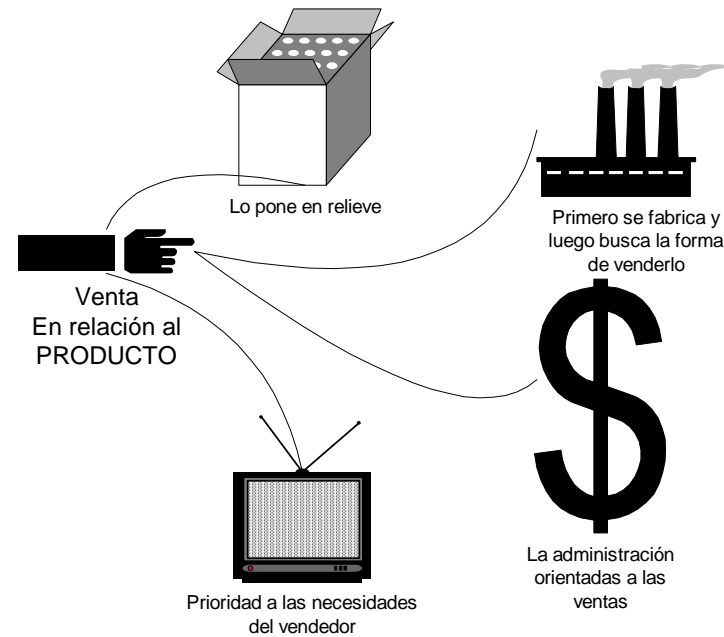 Lo pone en relieve
Primero se fabrica y
luego busca la forma
de venderlo
Venta
En relación al
PRODUCTO
La administración
orientadas a las
ventas
Prioridad a las necesidades
del vendedor